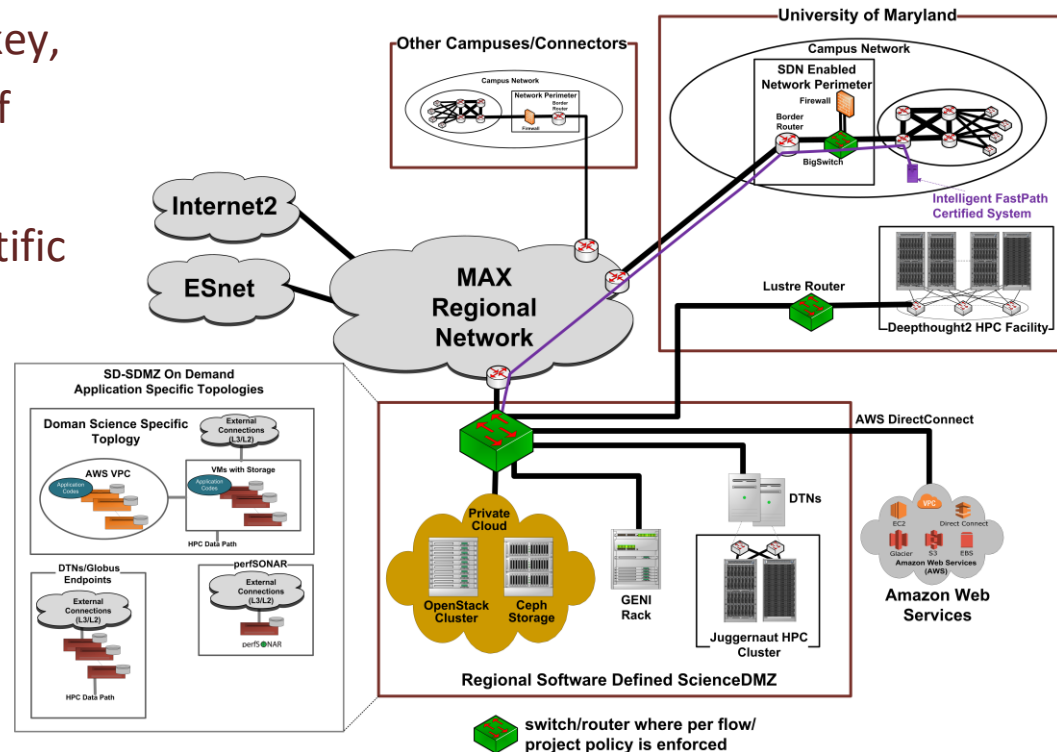 key,
f
tific
Other Campuses/Connectors
Campus Network
Network Perimeter
Border
Router
Firewall
University of Maryland
Campus Network
SDN Enabled
Network Perimeter
Firewall
Border
Router
BigSwitch
Intelligent FastPath
Certified System
Lustre Router
Deepthought2 HPC Facility
Internet2
ESnet
MAX
Regional
Network
SD-SDMZ On Demand
Application Specific Topologies
Doman Science Specific
Toplogy
External
Connections
(L3/L2)
AWS VPC
Application
Codes
VMs with Storage
Application
Codes
HPC Data Path
DTNs/Globus
Endpoints
External
Connections
(L3/L2)
HPC Data Path
perfSONAR
External
Connections
(L3/L2)
perfSONAR
AWS DirectConnect
Private
Cloud
OpenStack
Cluster
Ceph
Storage
GENI
Rack
DTNs
Juggernaut HPC
Cluster
Regional Software Defined ScienceDMZ
VPC
EC2
Direct Connect
Glacier
S3
EBS
Amazon Web Services
(AWS)
Amazon Web
Services
switch/router where per flow/
project policy is enforced